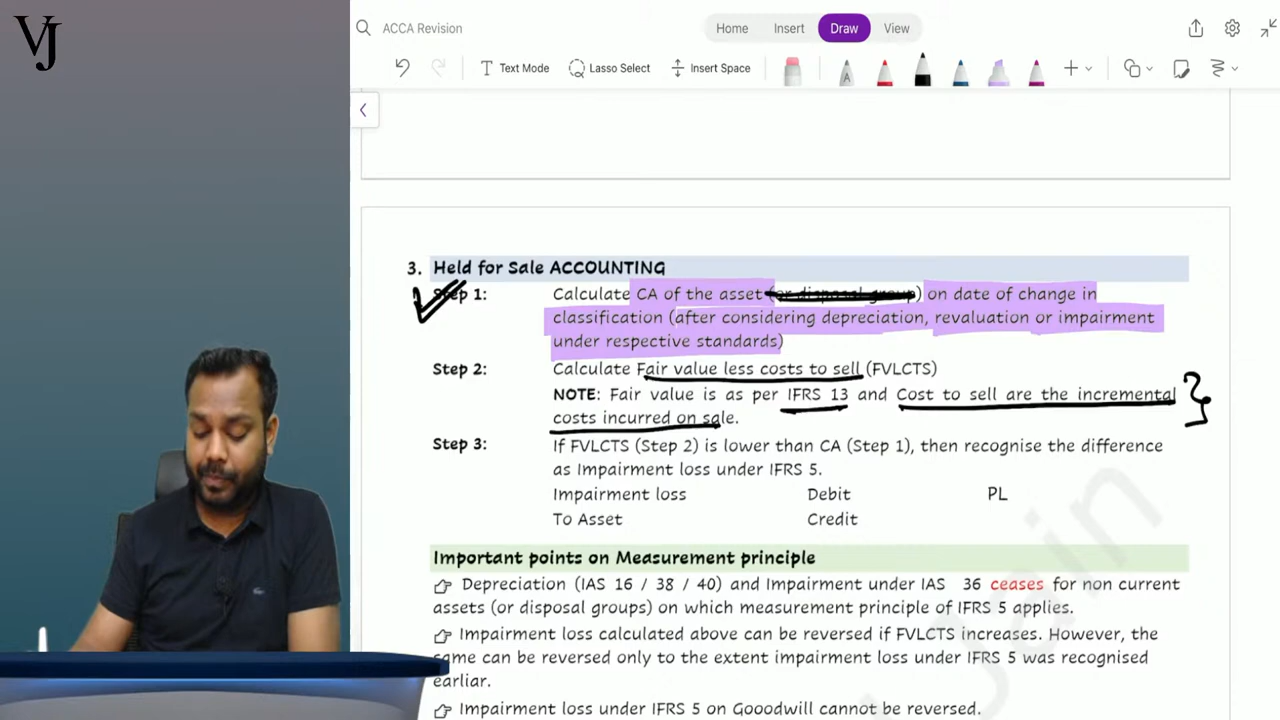 VJ
ACCA Revision
Home Insert Draw View
Text Mode Lasso Select Insert Space
3. Held for Sale ACCOUNTING
Step 1: Calculate CA of the asset (or disposal group) on date of change in
classification (after considering depreciation, revaluation or impairment
under respective standards)
Step 2: Calculate Fair value less costs to sell (FVLCTS)
NOTE: Fair value is as per IFRS 13 and Cost to sell are the incremental
costs incurred on sale.
Step 3: If FVLCTS (Step 2) is lower than CA (Step 1), then recognise the difference
as Impairment loss under IFRS 5.
Impairment loss Debit PL
To Asset Credit
Important points on Measurement principle
Depreciation (IAS 16 / 38 / 40) and Impairment under IAS 36 ceases for non current
assets (or disposal groups) on which measurement principle of IFRS 5 applies.
Impairment loss calculated above can be reversed if FVLCTS increases. However, the
same can be reversed only to the extent impairment loss under IFRS 5 was recognised
earliar.
Impairment loss under IFRS 5 on Gooodwill cannot be reversed.
Jain